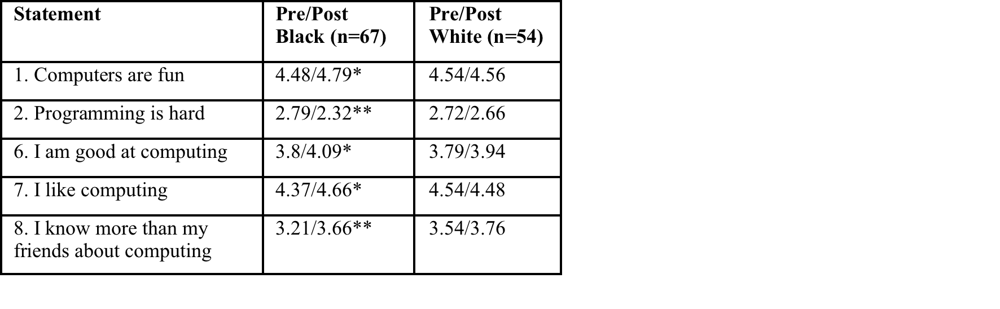 Statement
Pre/Post
Black (n=67)
Pre/Post
White (n=54)
1. Computers are fun
4.48/4.79*
4.54/4.56
2. Programming is hard
2.79/2.32**
2.72/2.66
6. I am good at computing
3.8/4.09*
3.79/3.94
7. I like computing
4.37/4.66*
4.54/4.48
8. I know more than my
friends about computing
3.21/3.66**
3.54/3.76